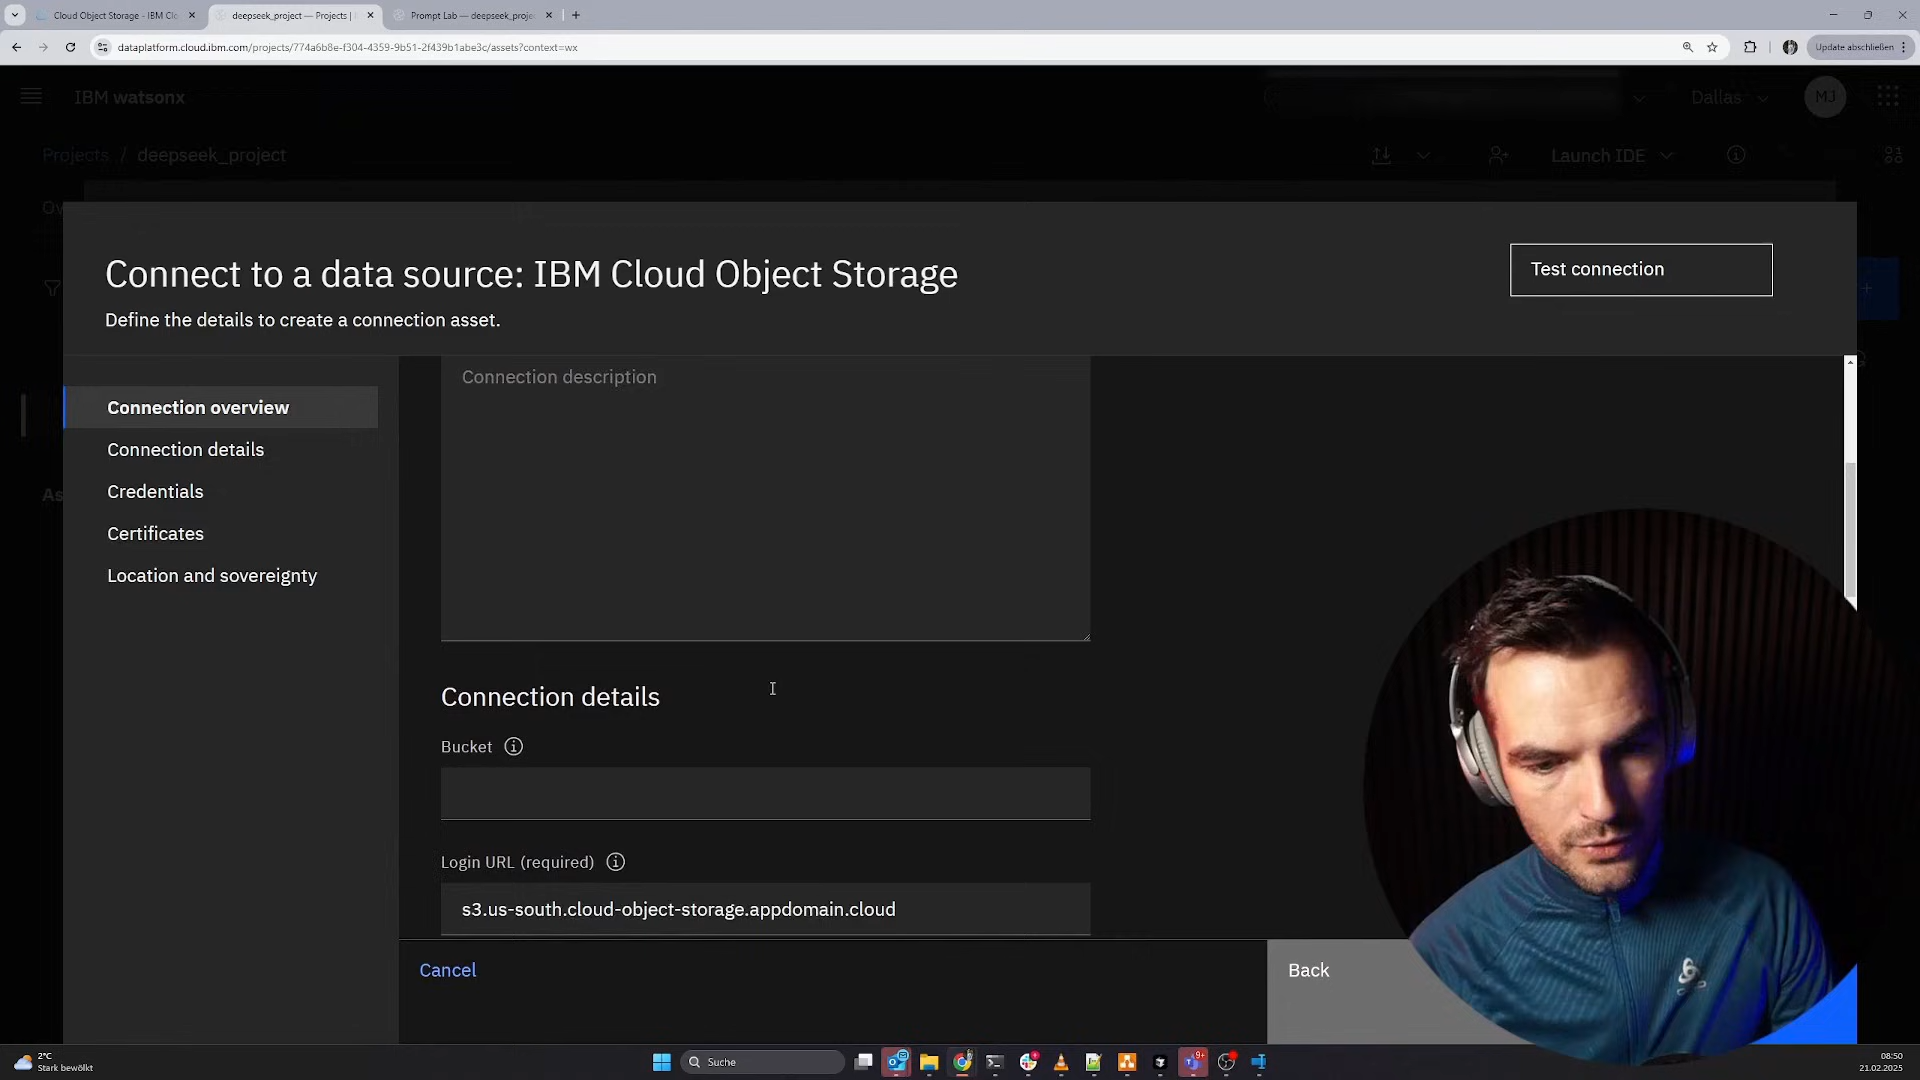 Cloud Object Storage - IBM Clo
deepseek_project — Projects |
Prompt Lab — deepseek_proje
dataplatform.cloud.ibm.com/projects/774a6b8e-f304-4359-9b51-2f439b1abe3c/assets?context=wx
Update abschließen
IBM watsonx
Dallas
MJ
Projects / deepseek_project
Launch IDE
Ov
Connect to a data source: IBM Cloud Object Storage
Test connection
Define the details to create a connection asset.
Connection overview
Connection details
Credentials
Certificates
Location and sovereignty
As
Connection description
Connection details
Bucket
Login URL (required)
s3.us-south.cloud-object-storage.appdomain.cloud
Cancel
Back
2°C
Stark bewölkt
Suche
9+
08:50
21.02.2025